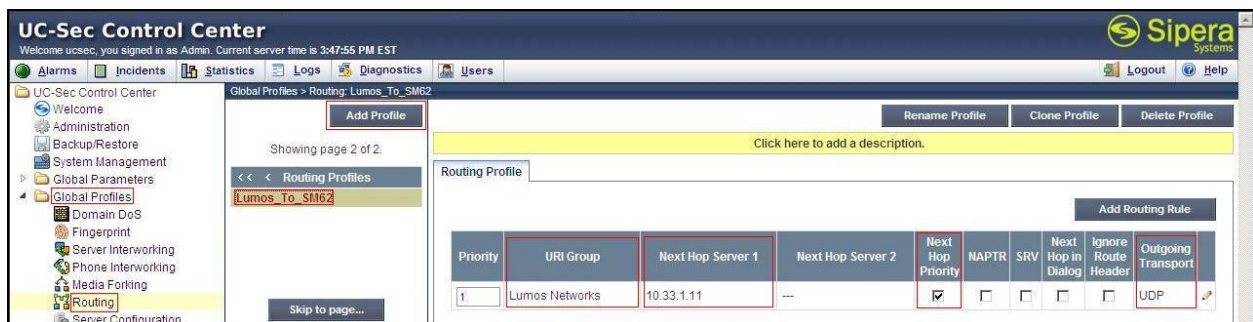 UC-Sec Control Center
Welcome ucsec, you signed in as Admin. Current server time is 3:47:55 PM EST
Sipera
Systems
Alarms Incidents Statistics Logs Diagnostics Users Logout Help
UC-Sec Control Center
Welcome
Administration
Backup/Restore
System Management
Global Parameters
Global Profiles
Domain DoS
Fingerprint
Server Interworking
Phone Interworking
Media Forking
Routing
Server Configuration
Global Profiles > Routing: Lumos_To_SM62
Add Profile
Showing page 2 of 2.
<< < Routing Profiles
Lumos_To_SM62
Skip to page...
Rename Profile Clone Profile Delete Profile
Click here to add a description.
Routing Profile
Add Routing Rule
Priority URI Group Next Hop Server 1 Next Hop Server 2 Next Hop Priority NAPTR SRV Next Hop in Dialog Ignore Route Header Outgoing Transport
1 Lumos Networks 10.33.1.11 --- UDP